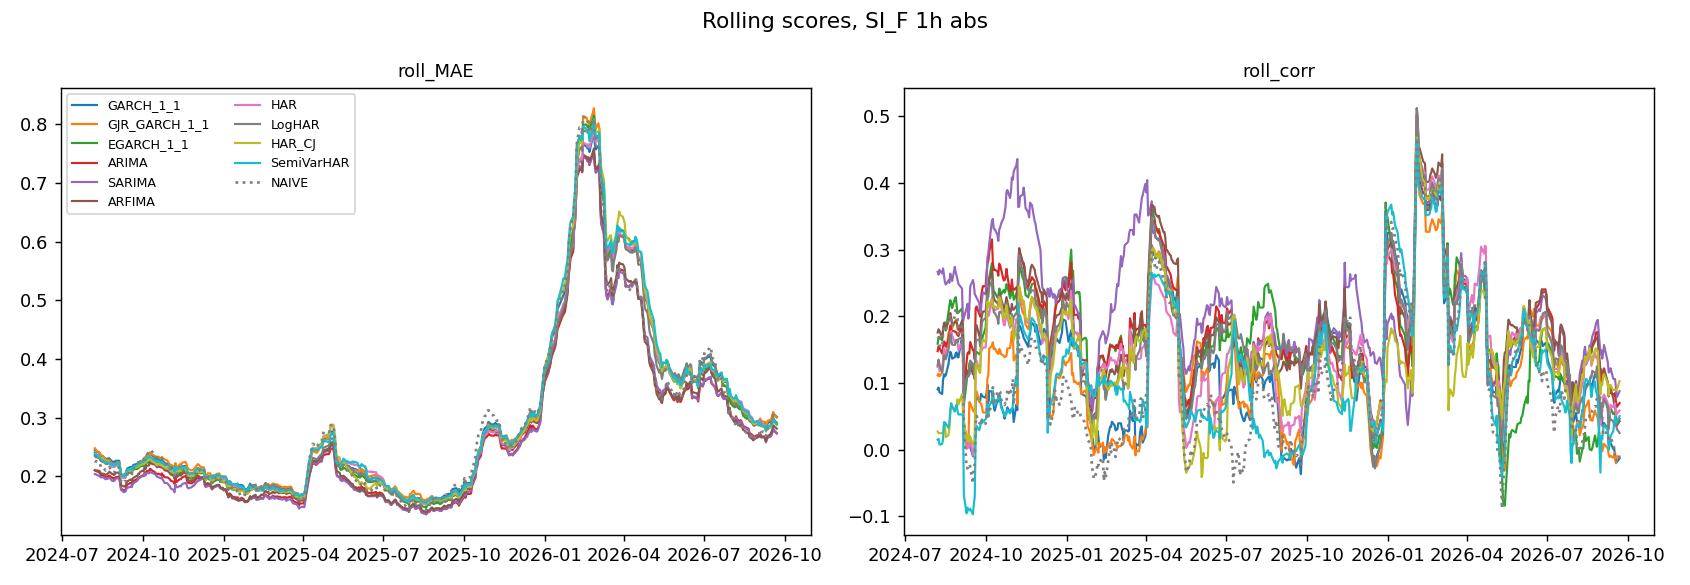 Rolling scores, SI_F 1h abs
roll_MAE
0.8
0.7
0.6
0.5
0.4
0.3
0.2
GARCH_1_1
GJR_GARCH_1_1
EGARCH_1_1
ARIMA
SARIMA
ARFIMA
HAR
LogHAR
HAR_CJ
SemiVarHAR
NAIVE
2024-07 2024-10 2025-01 2025-04 2025-07 2025-10 2026-01 2026-04 2026-07 2026-10
roll_corr
0.5
0.4
0.3
0.2
0.1
0.0
−0.1
2024-07 2024-10 2025-01 2025-04 2025-07 2025-10 2026-01 2026-04 2026-07 2026-10